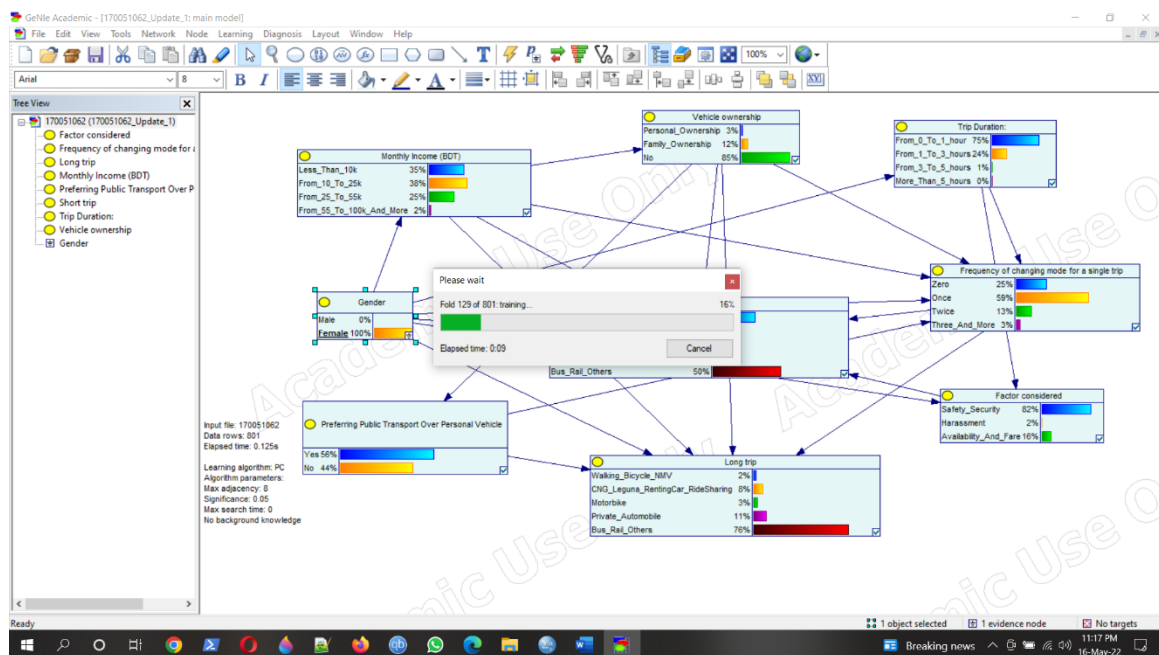 GeNIe Academic - [170051062_Update_1: main model]
File Edit View Tools Network Node Learning Diagnosis Layout Window Help
100%
Arial 8 B I A T
Tree View
170051062 (170051062_Update_1)
Factor considered
Frequency of changing mode for a
Long trip
Monthly Income (BDT)
Preferring Public Transport Over P
Short trip
Trip Duration:
Vehicle ownership
Gender
Vehicle ownership
Personal_Ownership 3%
Family_Ownership 12%
No 85%
Trip Duration:
From_0_To_1_hour 75%
From_1_To_3_hours 24%
From_3_To_5_hours 1%
More_Than_5_hours 0%
Monthly Income (BDT)
Less_Than_10k 35%
From_10_To_25k 38%
From_25_To_55k 25%
From_55_To_100k_And_More 2%
Frequency of changing mode for a single trip
Zero 25%
Once 59%
Twice 13%
Three_And_More 3%
Please wait
Fold 129 of 801: training... 16%
Elapsed time: 0:09
Cancel
Gender
Male 0%
Female 100%
Bus_Rail_Others 50%
Factor considered
Safety_Security 82%
Harassment 2%
Availability_And_Fare 16%
Preferring Public Transport Over Personal Vehicle
Yes 56%
No 44%
Input file: 170051062
Data rows: 801
Elapsed time: 0.125s
Learning algorithm: PC
Algorithm parameters:
Max adjacency: 8
Significance: 0.05
Max search time: 0
No background knowledge
Long trip
Walking_Bicycle_NMV 2%
CNG_Leguna_RentingCar_RideSharing 8%
Motorbike 3%
Private_Automobile 11%
Bus_Rail_Others 76%
Academic Use Only
Academic Use
Ready
1 object selected 1 evidence node No targets
Breaking news
11:17 PM
16-May-22